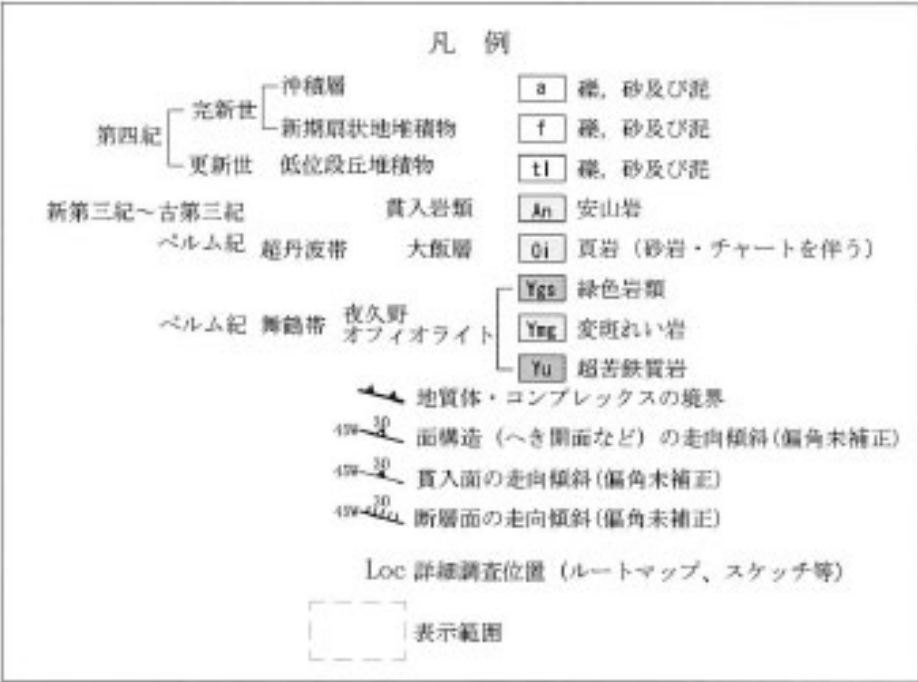 凡 例
沖積層 a 礫, 砂及び泥
完新世
第四紀 新期扇状地堆積物 f 礫, 砂及び泥
更新世 低位段丘堆積物 tl 礫, 砂及び泥
新第三紀～古第三紀 貫入岩類 An 安山岩
ペルム紀 超丹波帯 大飯層 Oi 頁岩（砂岩・チャートを伴う）
Ygs 緑色岩類
ペルム紀 舞鶴帯 夜久野オフィオライト Ymg 変斑れい岩
Yu 超苦鉄質岩
地質体・コンプレックスの境界
45W 30 面構造（へき開面など）の走向傾斜(偏角未補正)
45W 30 貫入面の走向傾斜(偏角未補正)
45W 30 断層面の走向傾斜(偏角未補正)
Loc 詳細調査位置（ルートマップ、スケッチ等）
表示範囲